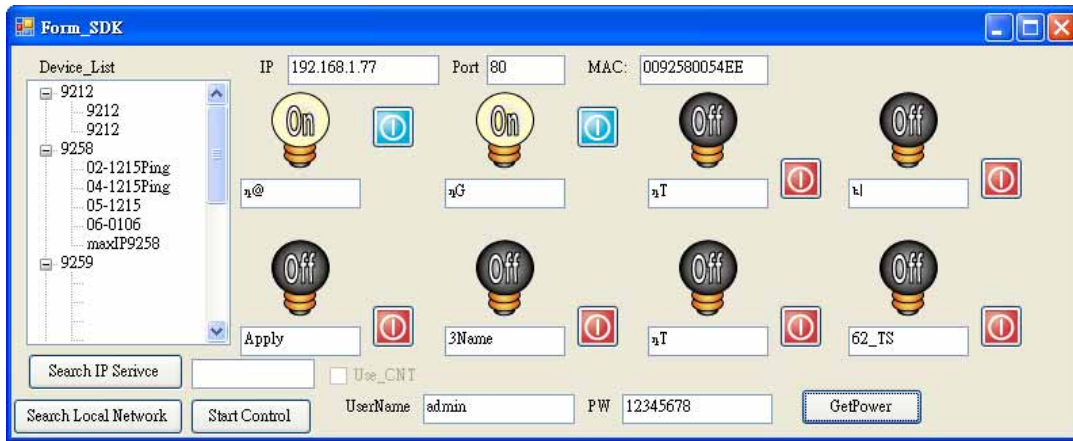 Form_SDK
Device_List
IP 192.168.1.77 Port 80 MAC: 0092580054EE
9212
9212
9212
9258
02-1215Ping
04-1215Ping
05-1215
06-0106
maxIP9258
9259
On On Off Off
ηT
Off Off Off Off
Apply 3Name ηT 62_TS
Search IP Serivce
Use_CNT
Search Local Network Start Control
UserName admin PW 12345678 GetPower